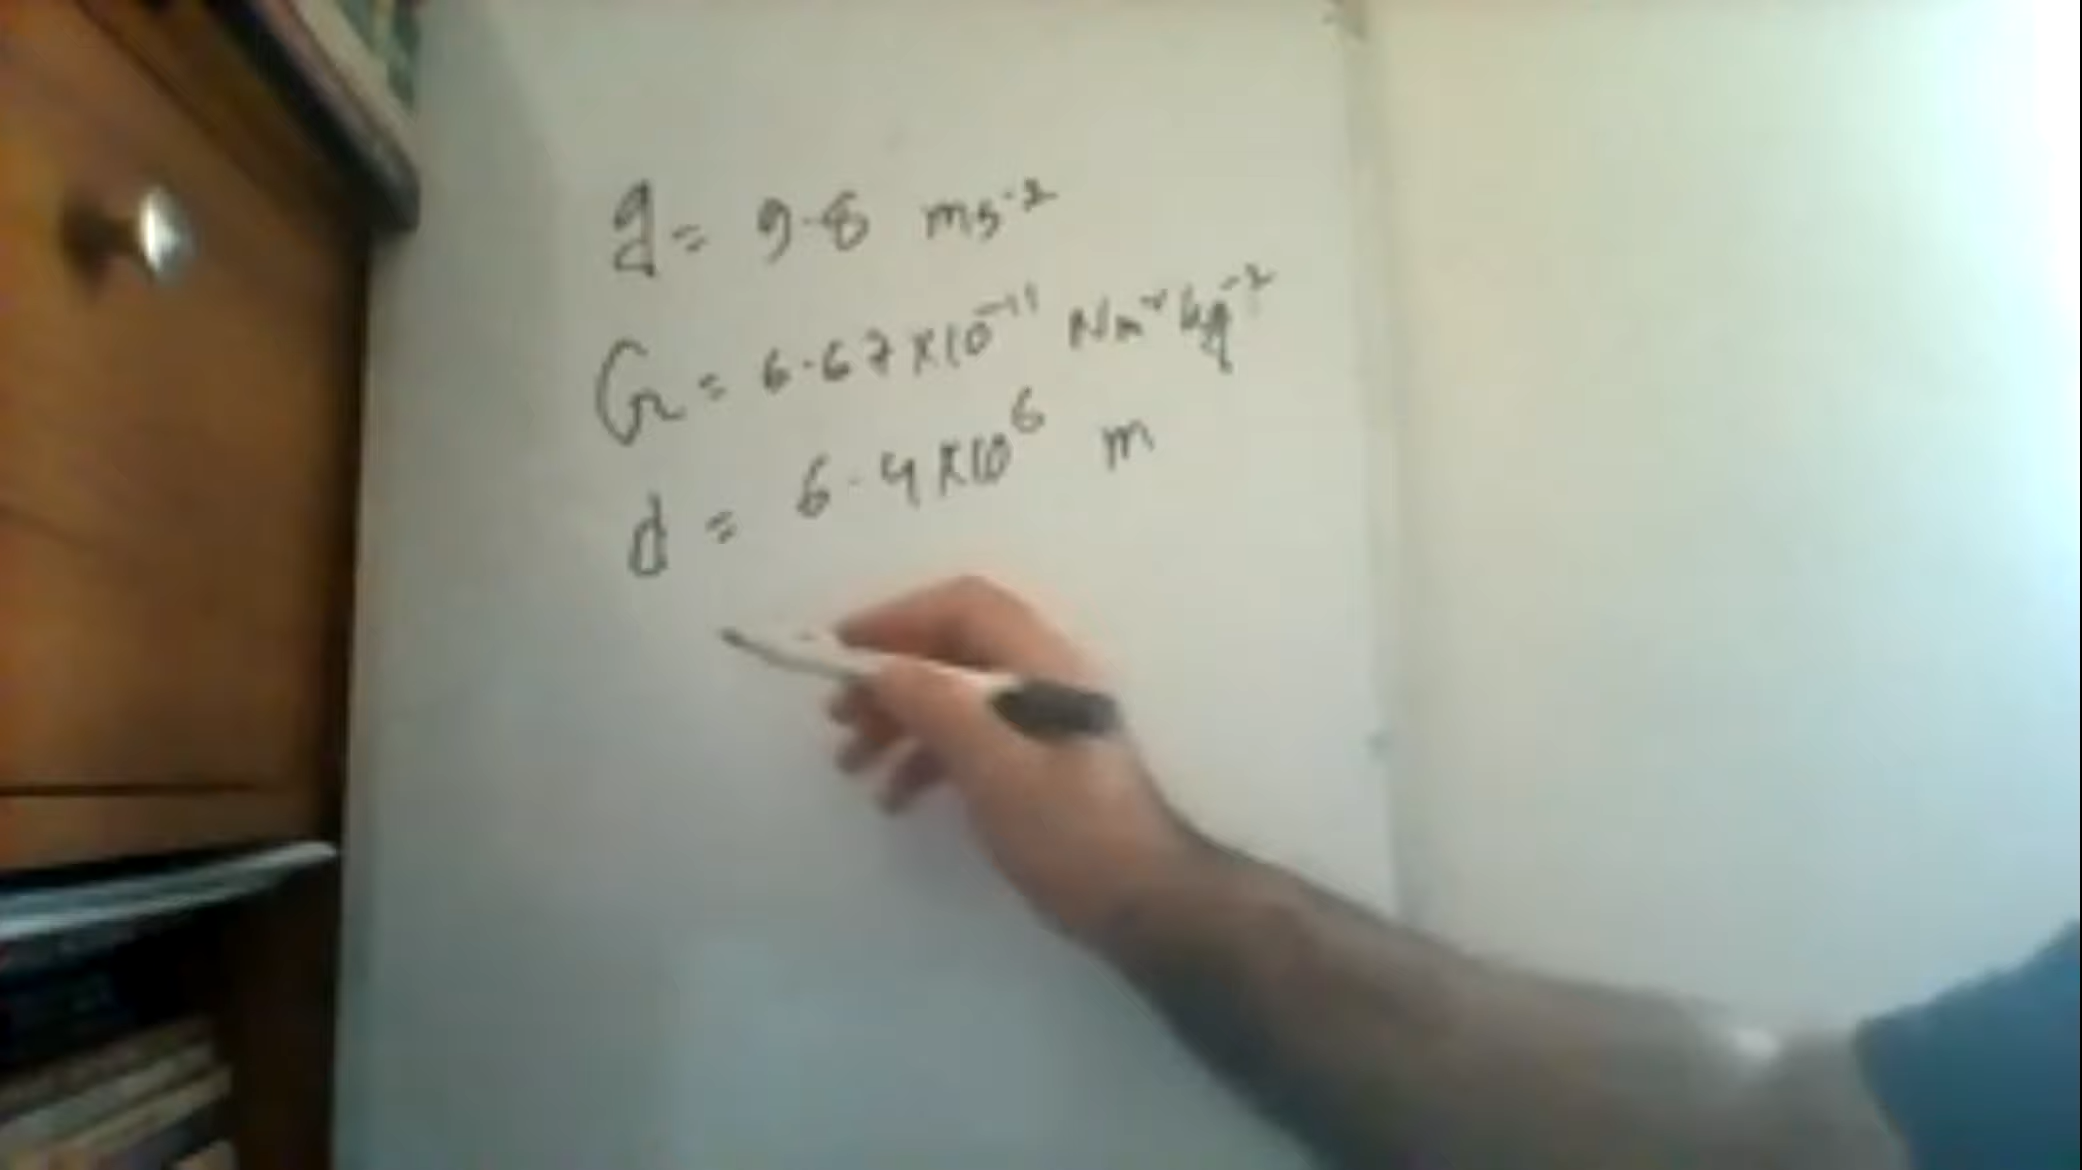 g = 9.8 ms⁻²
G = 6.67×10⁻¹¹ Nm² kg⁻²
d = 6.4×10⁶ m